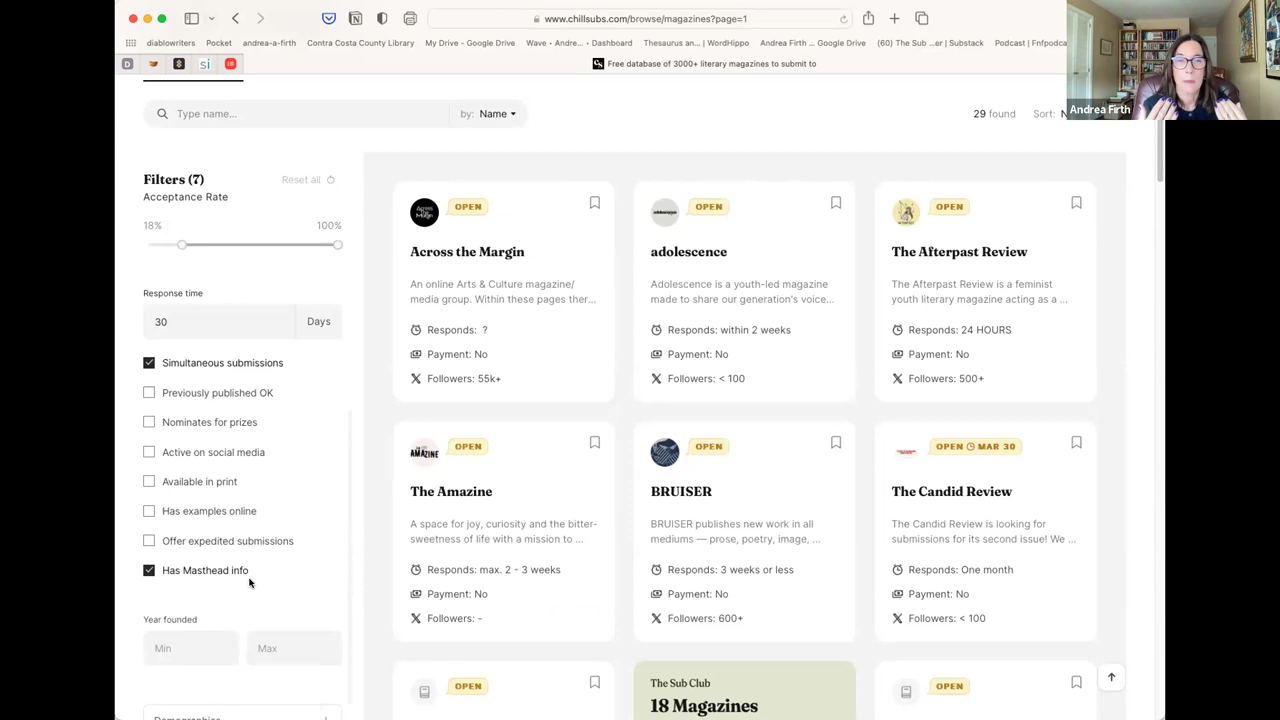 www.chillsubs.com/browse/magazines?page=1
diablowriters
Pocket
andrea-a-firth
Contra Costa County Library
My Drive - Google Drive
Wave - Andre... - Dashboard
Thesaurus an... | WordHippo
Andrea Firth ... Google Drive
(60) The Sub ...er | Substack
Podcast | Fnfpodca
Free database of 3000+ literary magazines to submit to
Andrea Firth
Type name...
by: Name
29 found
Sort: N
Filters (7)
Reset all
Acceptance Rate
18%
100%
Response time
30
Days
Simultaneous submissions
Previously published OK
Nominates for prizes
Active on social media
Available in print
Has examples online
Offer expedited submissions
Has Masthead info
Year founded
Min
Max
Demographics
OPEN
Across the Margin
An online Arts & Culture magazine/
media group. Within these pages ther...
Responds: ?
Payment: No
Followers: 55k+
OPEN
adolescence
Adolescence is a youth-led magazine
made to share our generation's voice...
Responds: within 2 weeks
Payment: No
Followers: < 100
OPEN
The Afterpast Review
The Afterpast Review is a feminist
youth literary magazine acting as a ...
Responds: 24 HOURS
Payment: No
Followers: 500+
OPEN
The Amazine
A space for joy, curiosity and the bitter-
sweetness of life with a mission to ...
Responds: max. 2 - 3 weeks
Payment: No
Followers: -
OPEN
BRUISER
BRUISER publishes new work in all
mediums — prose, poetry, image, ...
Responds: 3 weeks or less
Payment: No
Followers: 600+
OPEN MAR 30
The Candid Review
The Candid Review is looking for
submissions for its second issue! We ...
Responds: One month
Payment: No
Followers: < 100
OPEN
The Sub Club
18 Magazines
OPEN